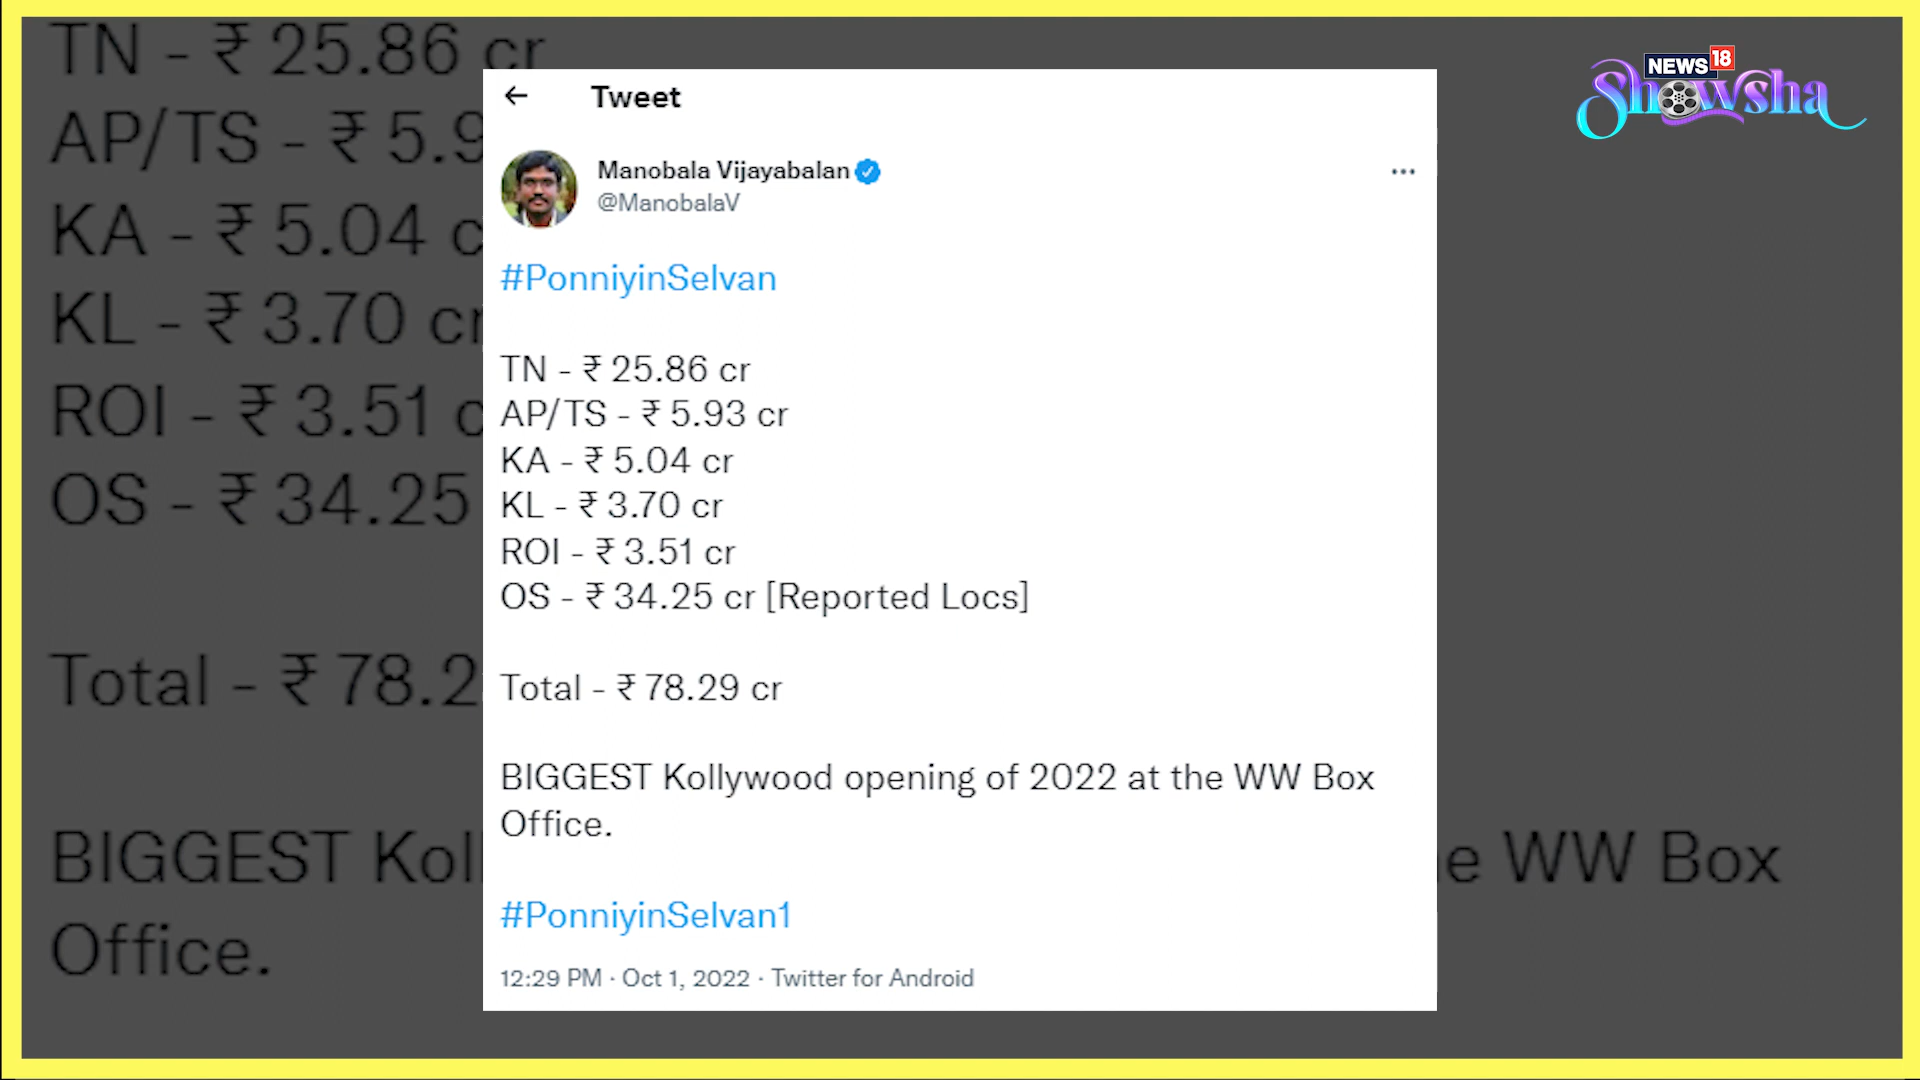 TN - ₹ 25.86 cr
AP/TS - ₹ 5.9
KA - ₹ 5.04 c
KL - ₹ 3.70 cr
ROI - ₹ 3.51 c
OS - ₹ 34.25
Total - ₹ 78.2
BIGGEST Kol
e WW Box
Office.
NEWS 18
Showsha
Tweet
Manobala Vijayabalan
@ManobalaV
#PonniyinSelvan
TN - ₹ 25.86 cr
AP/TS - ₹ 5.93 cr
KA - ₹ 5.04 cr
KL - ₹ 3.70 cr
ROI - ₹ 3.51 cr
OS - ₹ 34.25 cr [Reported Locs]
Total - ₹ 78.29 cr
BIGGEST Kollywood opening of 2022 at the WW Box
Office.
#PonniyinSelvan1
12:29 PM · Oct 1, 2022 · Twitter for Android